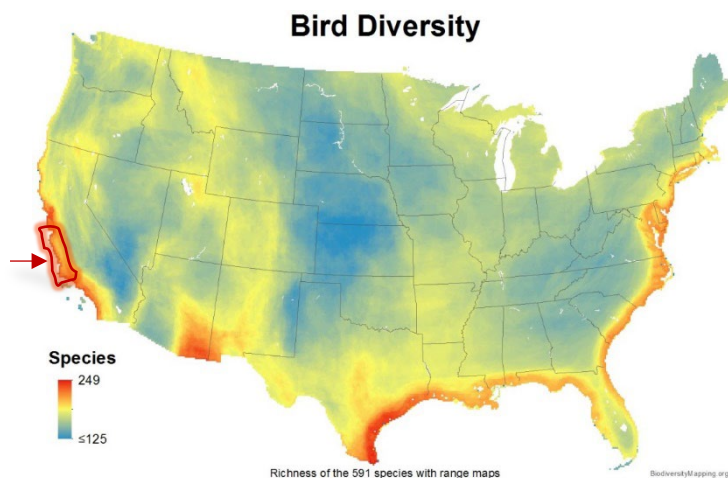 Bird Diversity
Species
249
≤125
Richness of the 591 species with range maps
BiodiversityMapping.org